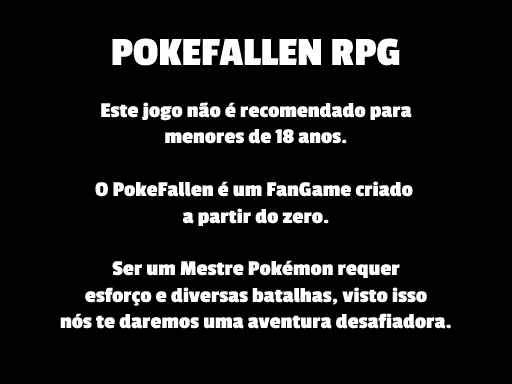 POKEFALLEN RPG
Este jogo não é recomendado para
menores de 18 anos.
O PokeFallen é um FanGame criado
a partir do zero.
Ser um Mestre Pokémon requer
esforço e diversas batalhas, visto isso
nós te daremos uma aventura desafiadora.